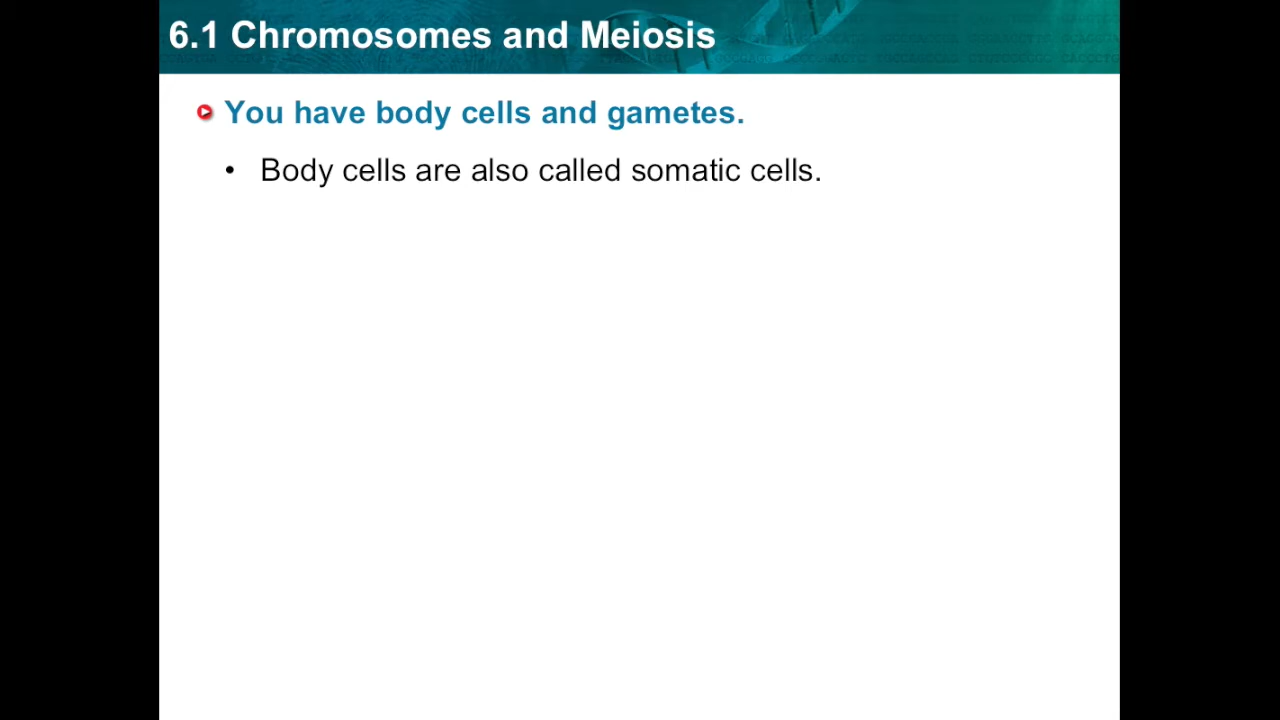 6.1 Chromosomes and Meiosis
You have body cells and gametes.
• Body cells are also called somatic cells.